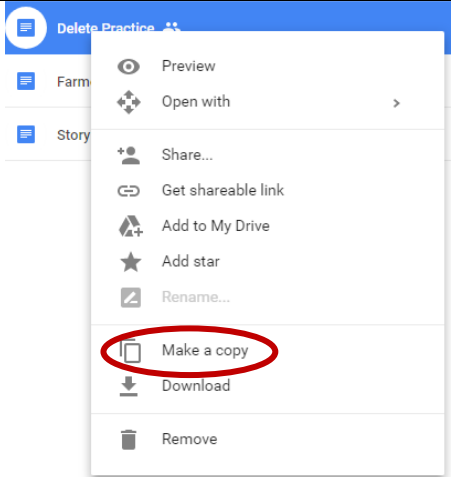 Delete Practice
Preview
Farm
Open with
Story
Share...
Get shareable link
Add to My Drive
Add star
Rename...
Make a copy
Download
Remove